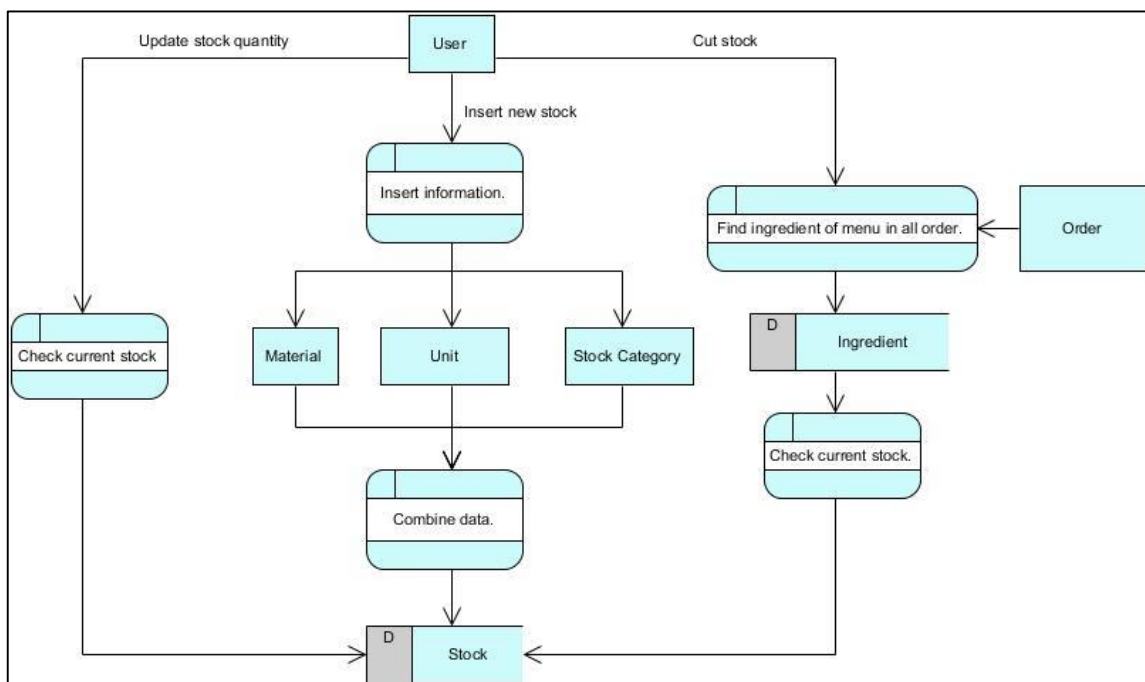 Update stock quantity
User
Cut stock
Insert new stock
Insert information.
Find ingredient of menu in all order.
Order
Check current stock
Material
Unit
Stock Category
D
Ingredient
Check current stock.
Combine data.
D
Stock